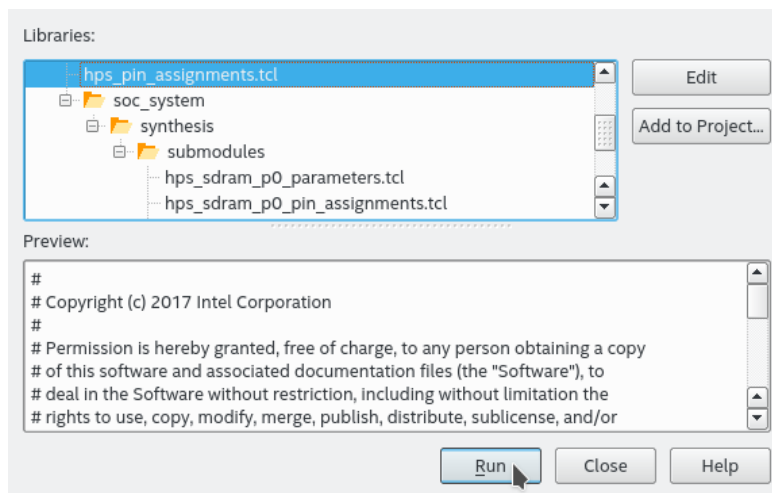 Libraries:
hps_pin_assignments.tcl
Edit
soc_system
synthesis
Add to Project...
submodules
hps_sdram_p0_parameters.tcl
hps_sdram_p0_pin_assignments.tcl
Preview:
#
# Copyright (c) 2017 Intel Corporation
#
# Permission is hereby granted, free of charge, to any person obtaining a copy
# of this software and associated documentation files (the "Software"), to
# deal in the Software without restriction, including without limitation the
# rights to use, copy, modify, merge, publish, distribute, sublicense, and/or
Run
Close
Help